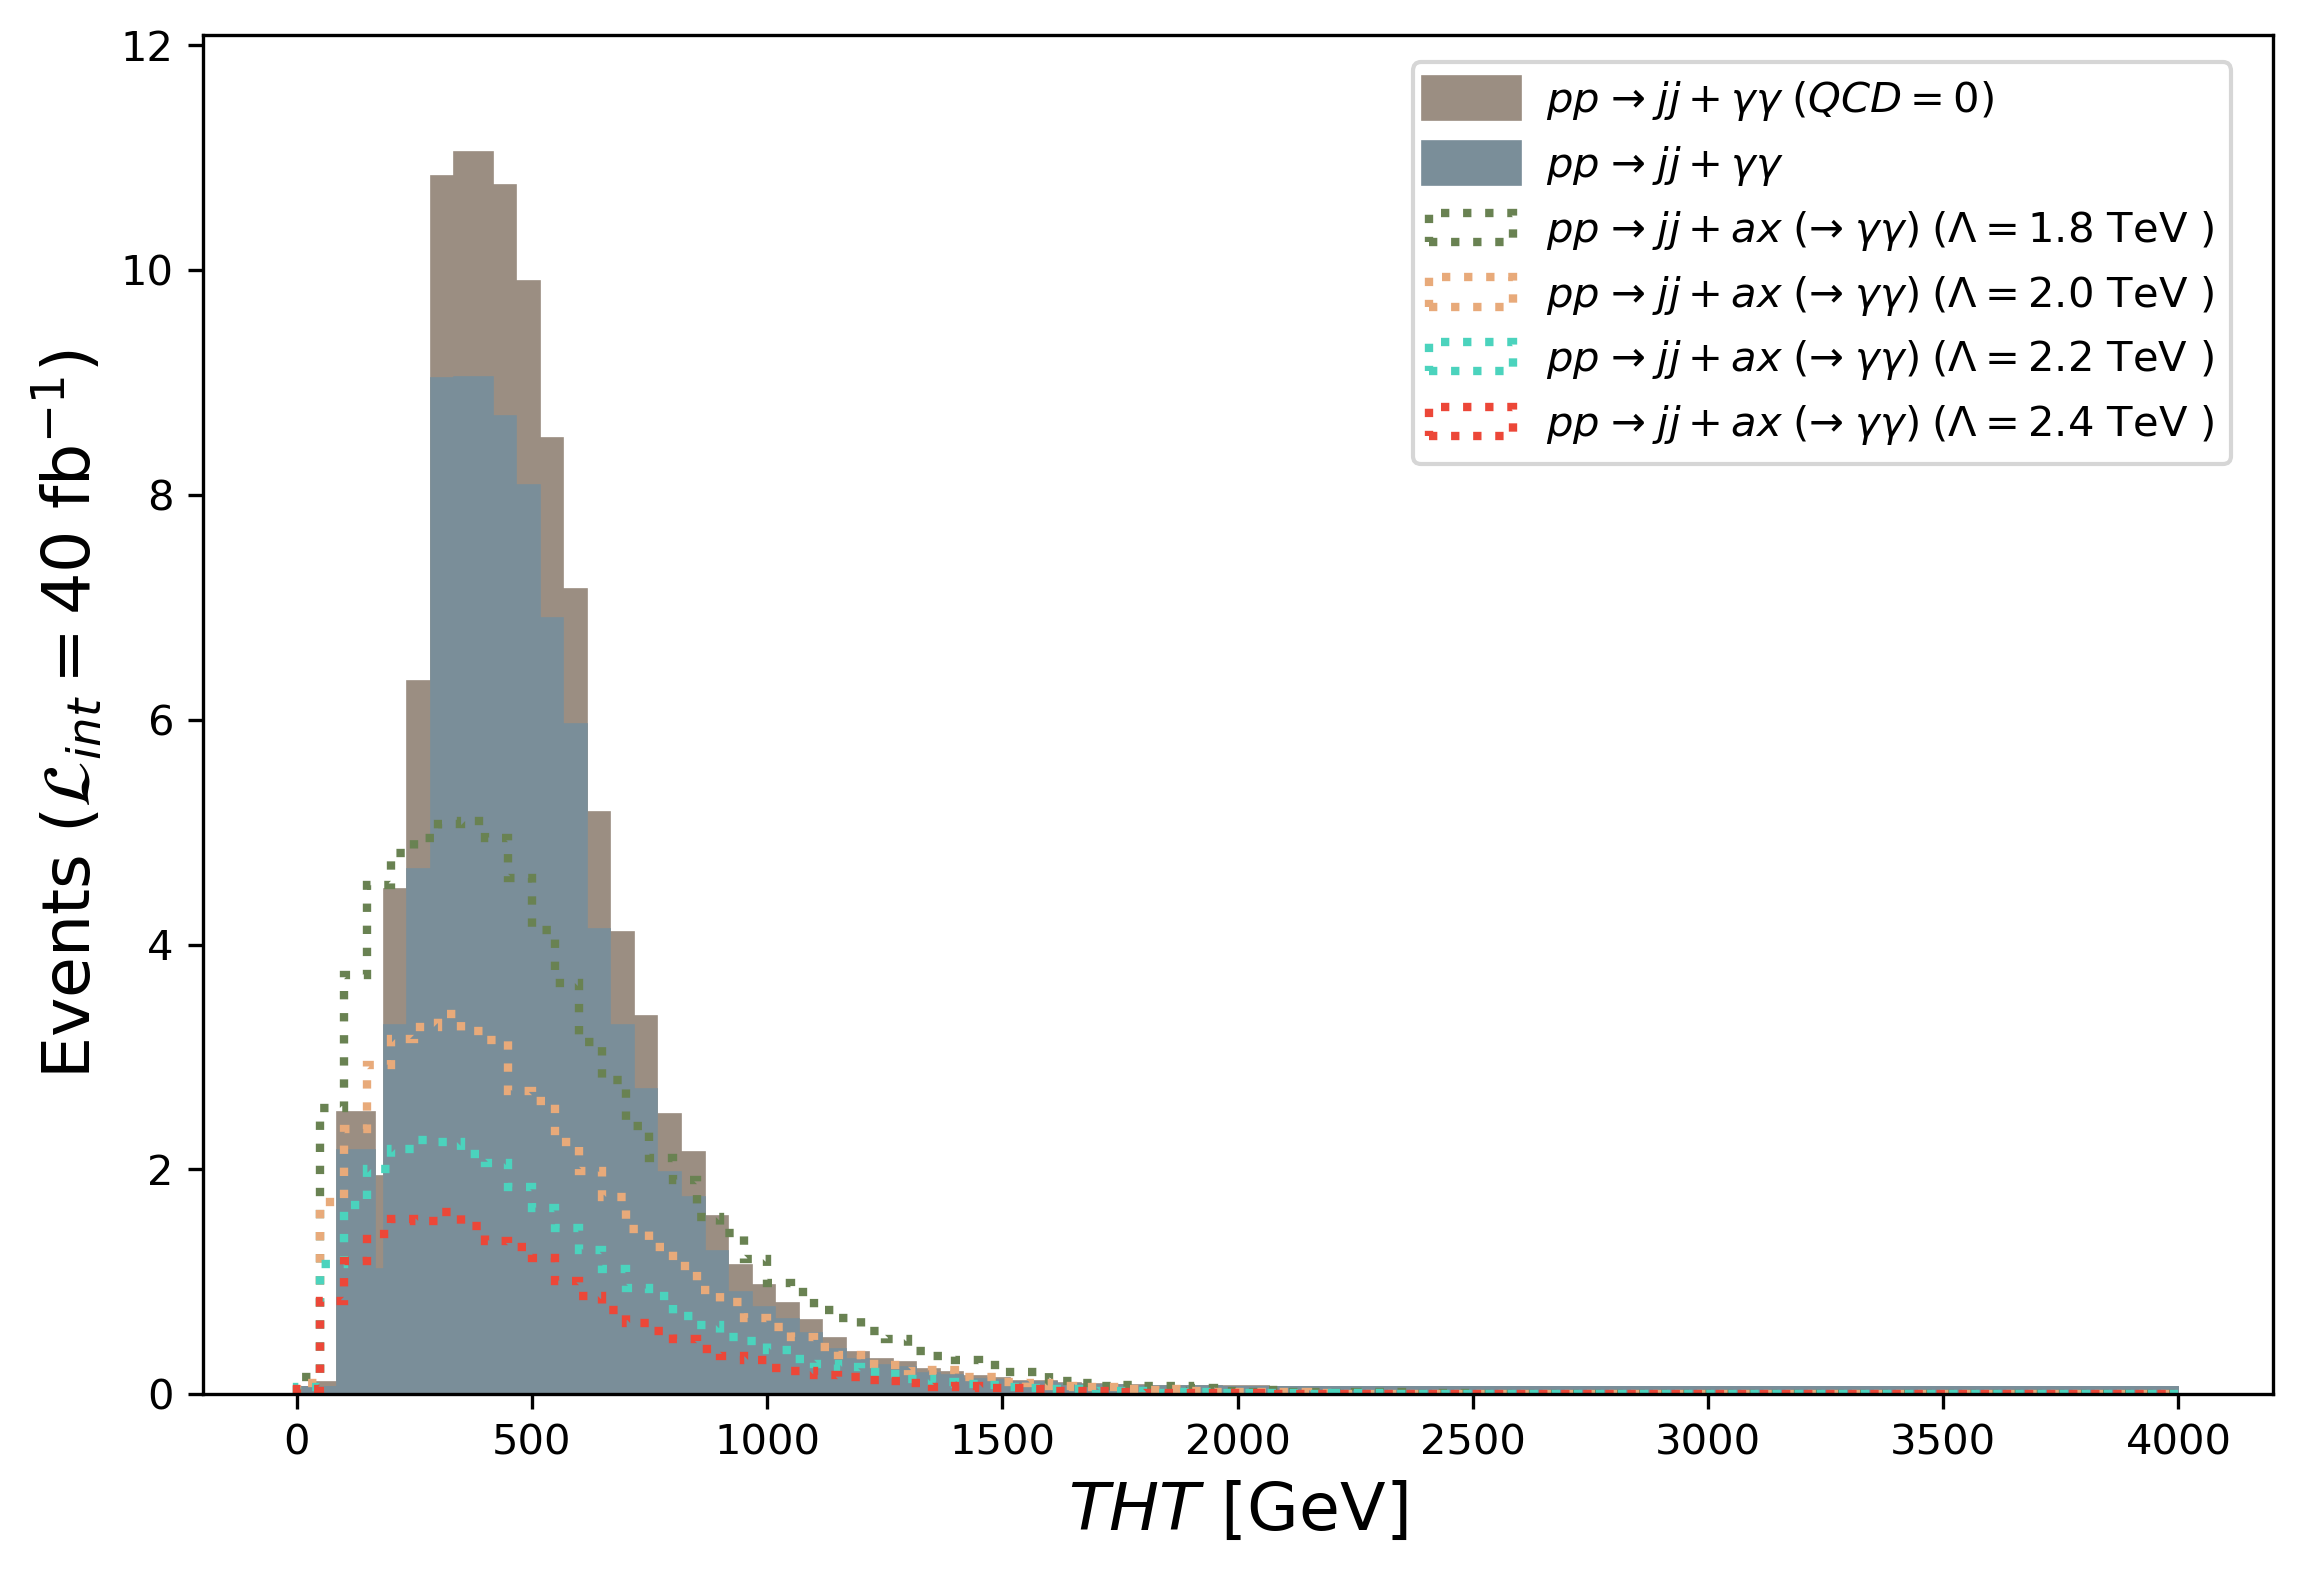 12
10
8
6
4
2
0
Events (ℒ_int = 40 fb⁻¹)
pp → jj + γγ (QCD = 0)
pp → jj + γγ
pp → jj + ax (→ γγ) (Λ = 1.8 TeV )
pp → jj + ax (→ γγ) (Λ = 2.0 TeV )
pp → jj + ax (→ γγ) (Λ = 2.2 TeV )
pp → jj + ax (→ γγ) (Λ = 2.4 TeV )
0 500 1000 1500 2000 2500 3000 3500 4000
THT [GeV]